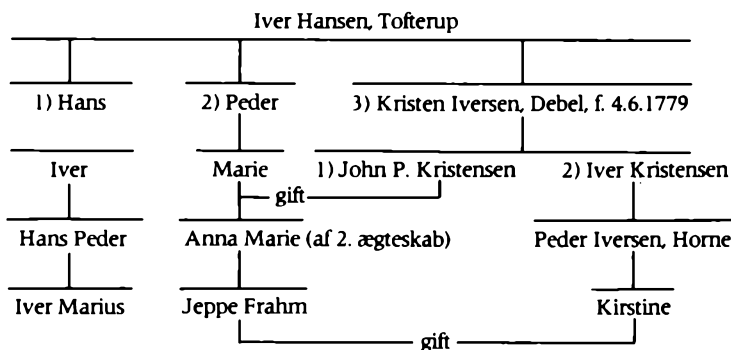 Iver Hansen, Tofterup
1) Hans 2) Peder 3) Kristen Iversen, Debel, f. 4.6.1779
Iver Marie 1) John P. Kristensen 2) Iver Kristensen
gift
Hans Peder Anna Marie (af 2. ægteskab) Peder Iversen, Horne
Iver Marius Jeppe Frahm Kirstine
gift